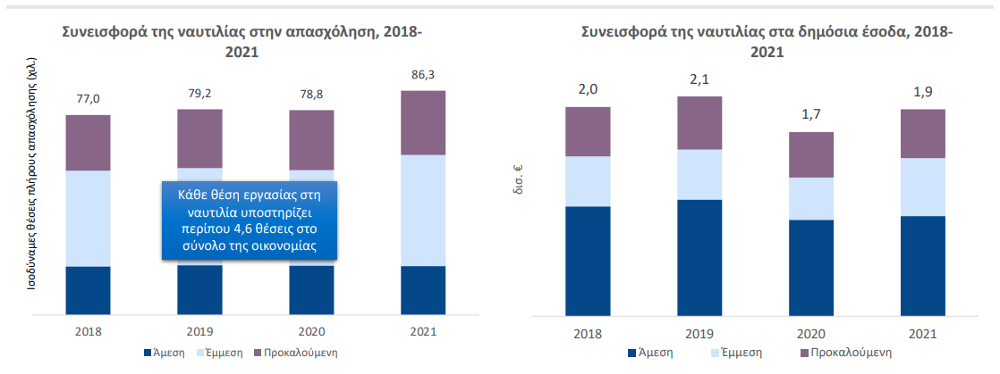 Συνεισφορά της ναυτιλίας στην απασχόληση, 2018-
2021
Ισοδύναμες θέσεις πλήρους απασχόλησης (χιλ.)
77,0
79,2
78,8
86,3
Κάθε θέση εργασίας στη
ναυτιλία υποστηρίζει
περίπου 4,6 θέσεις στο
σύνολο της οικονομίας
2018
2019
2020
2021
Άμεση
Έμμεση
Προκαλούμενη
Συνεισφορά της ναυτιλίας στα δημόσια έσοδα, 2018-
2021
δισ. €
2,0
2,1
1,7
1,9
2018
2019
2020
2021
Άμεση
Έμμεση
Προκαλούμενη